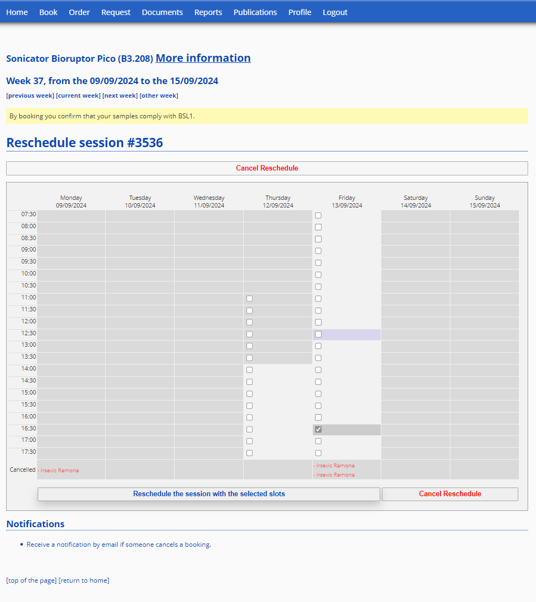 Home Book Order Request Documents Reports Publications Profile Logout
Sonicator Bioruptor Pico (B3.208) More information
Week 37, from the 09/09/2024 to the 15/09/2024
[previous week] [current week] [next week] [other week]
By booking you confirm that your samples comply with BSL1.
Reschedule session #3536
Cancel Reschedule
Monday Tuesday Wednesday Thursday Friday Saturday Sunday
09/09/2024 10/09/2024 11/09/2024 12/09/2024 13/09/2024 14/09/2024 15/09/2024
07:30
08:00
08:30
09:00
09:30
10:00
10:30
11:00
11:30
12:00
12:30
13:00
13:30
14:00
14:30
15:00
15:30
16:00
16:30
17:00
17:30
Cancelled - Irsevic Ramona - Irsevic Ramona
- Irsevic Ramona
Reschedule the session with the selected slots Cancel Reschedule
Notifications
Receive a notification by email if someone cancels a booking.
[top of the page] [return to home]